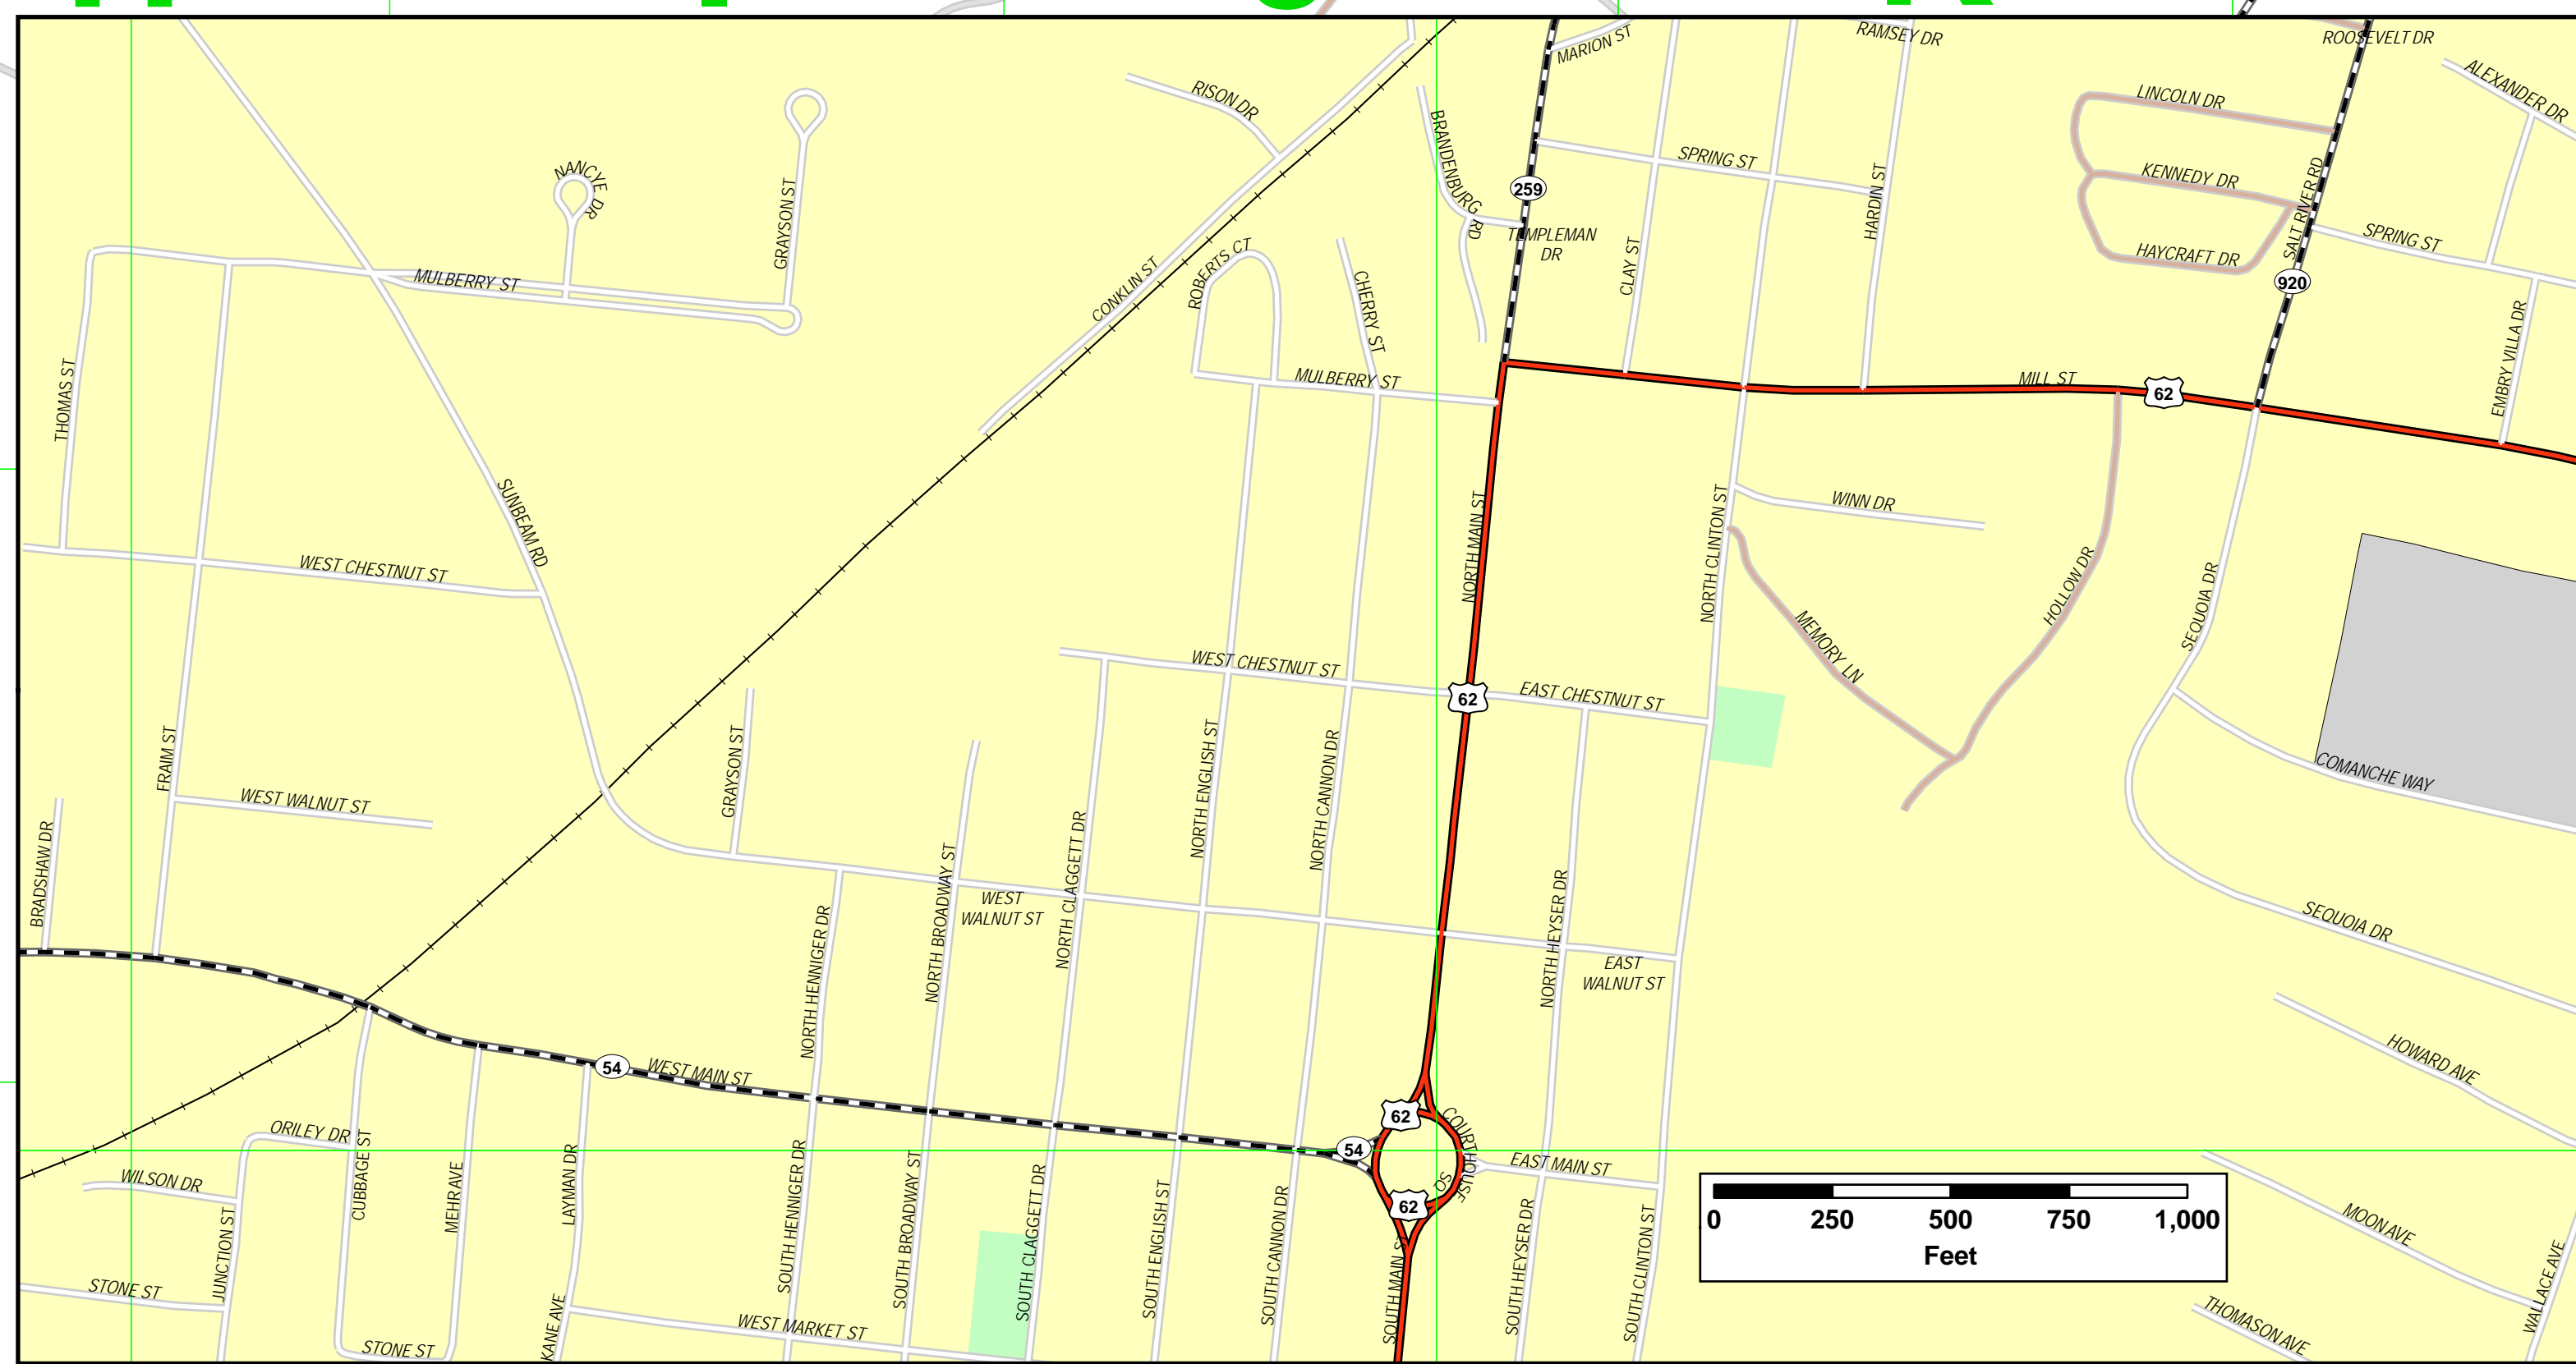 MARION ST
RAMSEY DR
ROOSEVELT DR
ALEXANDER DR
LINCOLN DR
RISON DR
BRANDENBURG RD
SPRING ST
KENNEDY DR
NANCYE DR
GRAYSON ST
259
HARDIN ST
SALT RIVER RD
SPRING ST
TEMPLEMAN
DR
HAYCRAFT DR
CLAY ST
920
MULBERRY ST
CONKLIN ST
ROBERTS CT
CHERRY ST
EMBRY VILLA DR
THOMAS ST
MULBERRY ST
MILL ST
62
SUNBEAM RD
NORTH MAIN ST
NORTH CLINTON ST
WINN DR
HOLLOW DR
SEQUOIA DR
WEST CHESTNUT ST
MEMORY LN
WEST CHESTNUT ST
62
EAST CHESTNUT ST
FRAIM ST
GRAYSON ST
NORTH ENGLISH ST
NORTH CANNON DR
COMANCHE WAY
WEST WALNUT ST
BRADSHAW DR
NORTH BROADWAY ST
NORTH CLAGGETT DR
NORTH HEYSER DR
WEST
WALNUT ST
SEQUOIA DR
NORTH HENNIGER DR
EAST
WALNUT ST
HOWARD AVE
54
WEST MAIN ST
62
COURTHOUSE
SQ
ORILEY DR
54
EAST MAIN ST
CUBBAGE ST
WILSON DR
MEHR AVE
LAYMAN DR
SOUTH HENNIGER DR
SOUTH BROADWAY ST
SOUTH CLAGGETT DR
SOUTH ENGLISH ST
SOUTH CANNON DR
62
SOUTH MAIN ST
SOUTH HEYSER DR
SOUTH CLINTON ST
0 250 500 750 1,000
Feet
MOON AVE
WALLACE AVE
JUNCTION ST
STONE ST
KANE AVE
WEST MARKET ST
STONE ST
THOMASON AVE